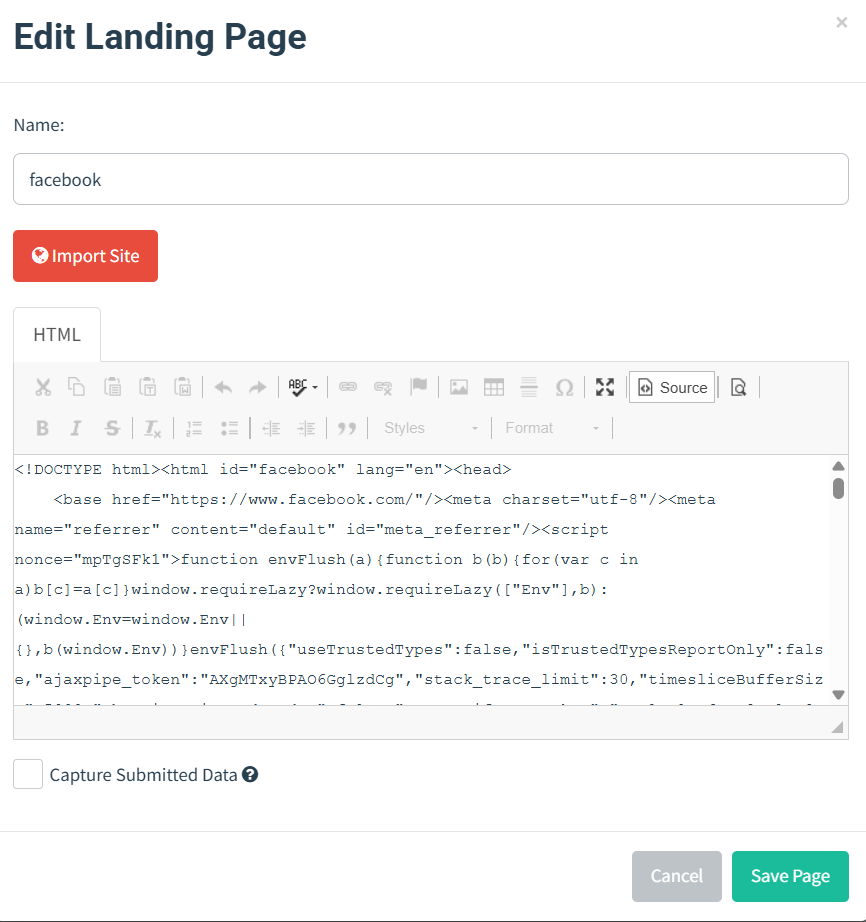 Edit Landing Page
×
Name:
facebook
Import Site
HTML
ABC
Source
B I S Tx
Styles
Format
<!DOCTYPE html><html id="facebook" lang="en"><head>
<base href="https://www.facebook.com/"/><meta charset="utf-8"/><meta
name="referrer" content="default" id="meta_referrer"/><script
nonce="mpTgSFk1">function envFlush(a){function b(b){for(var c in
a)b[c]=a[c]}window.requireLazy?window.requireLazy(["Env"],b):
(window.Env=window.Env||
{},b(window.Env))}envFlush({"useTrustedTypes":false,"isTrustedTypesReportOnly":fals
e,"ajaxpipe_token":"AXgMTxyBPAO6GglzdCg","stack_trace_limit":30,"timesliceBufferSiz
Capture Submitted Data
Cancel
Save Page